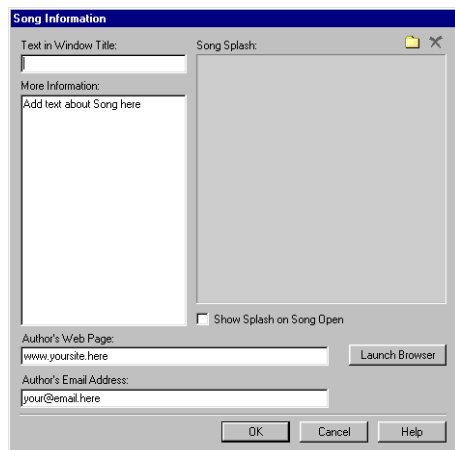 Song Information
Text in Window Title:
Song Splash:
More Information:
Add text about Song here
Show Splash on Song Open
Author's Web Page:
www.yoursite.here
Launch Browser
Author's Email Address:
your@email.here
OK
Cancel
Help